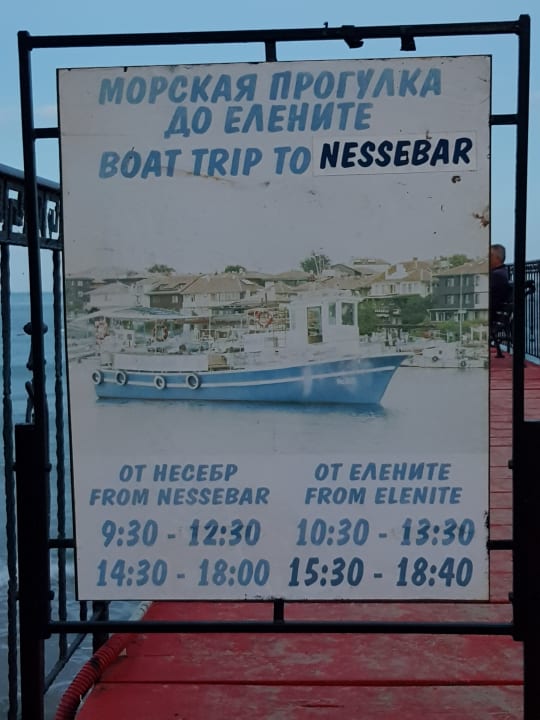 МОРСКАЯ ПРОГУЛКА
ДО ЕЛЕНИТЕ
BOAT TRIP TO NESSEBAR
ОТ НЕСЕБР
FROM NESSEBAR
9:30 - 12:30
14:30 - 18:00
ОТ ЕЛЕНИТЕ
FROM ELENITE
10:30 - 13:30
15:30 - 18:40